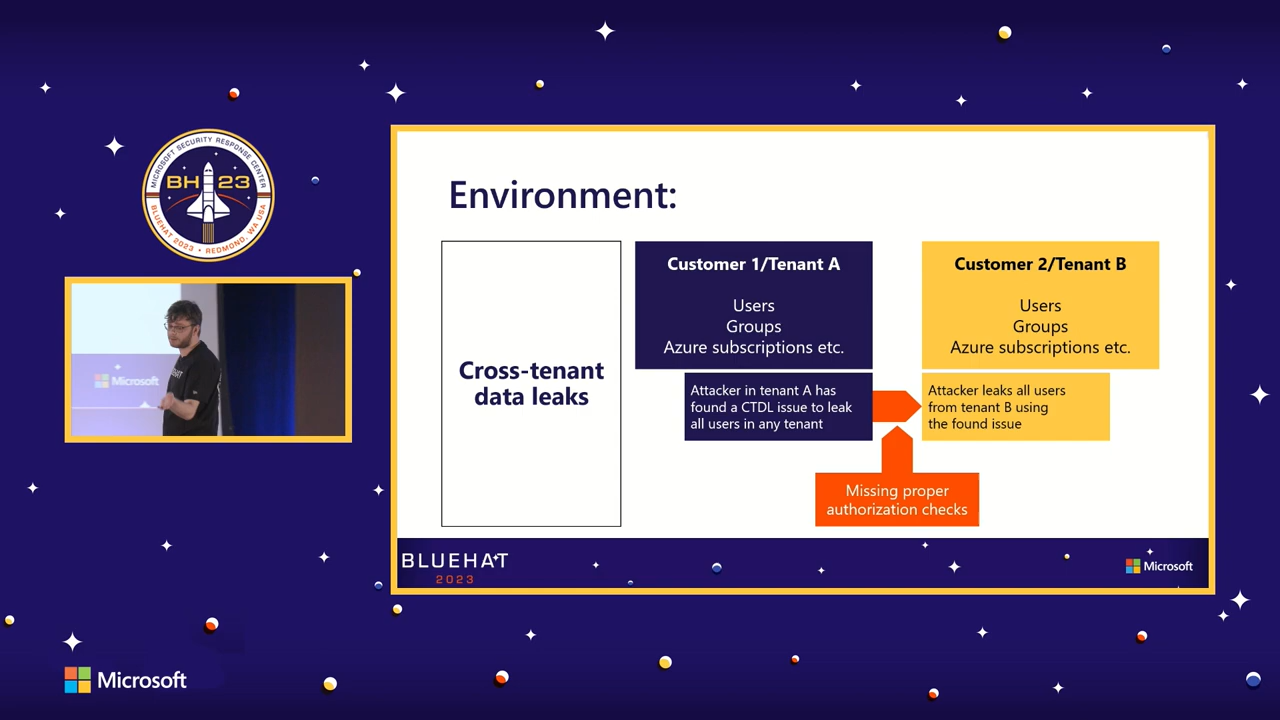 MICROSOFT SECURITY RESPONSE CENTER
BH 23
BLUEHAT 2023 • REDMOND, WA USA
Microsoft
Environment:
Cross-tenant
data leaks
Customer 1/Tenant A
Users
Groups
Azure subscriptions etc.
Attacker in tenant A has
found a CTDL issue to leak
all users in any tenant
Customer 2/Tenant B
Users
Groups
Azure subscriptions etc.
Attacker leaks all users
from tenant B using
the found issue
Missing proper
authorization checks
BLUEHAT
2023
Microsoft
Microsoft